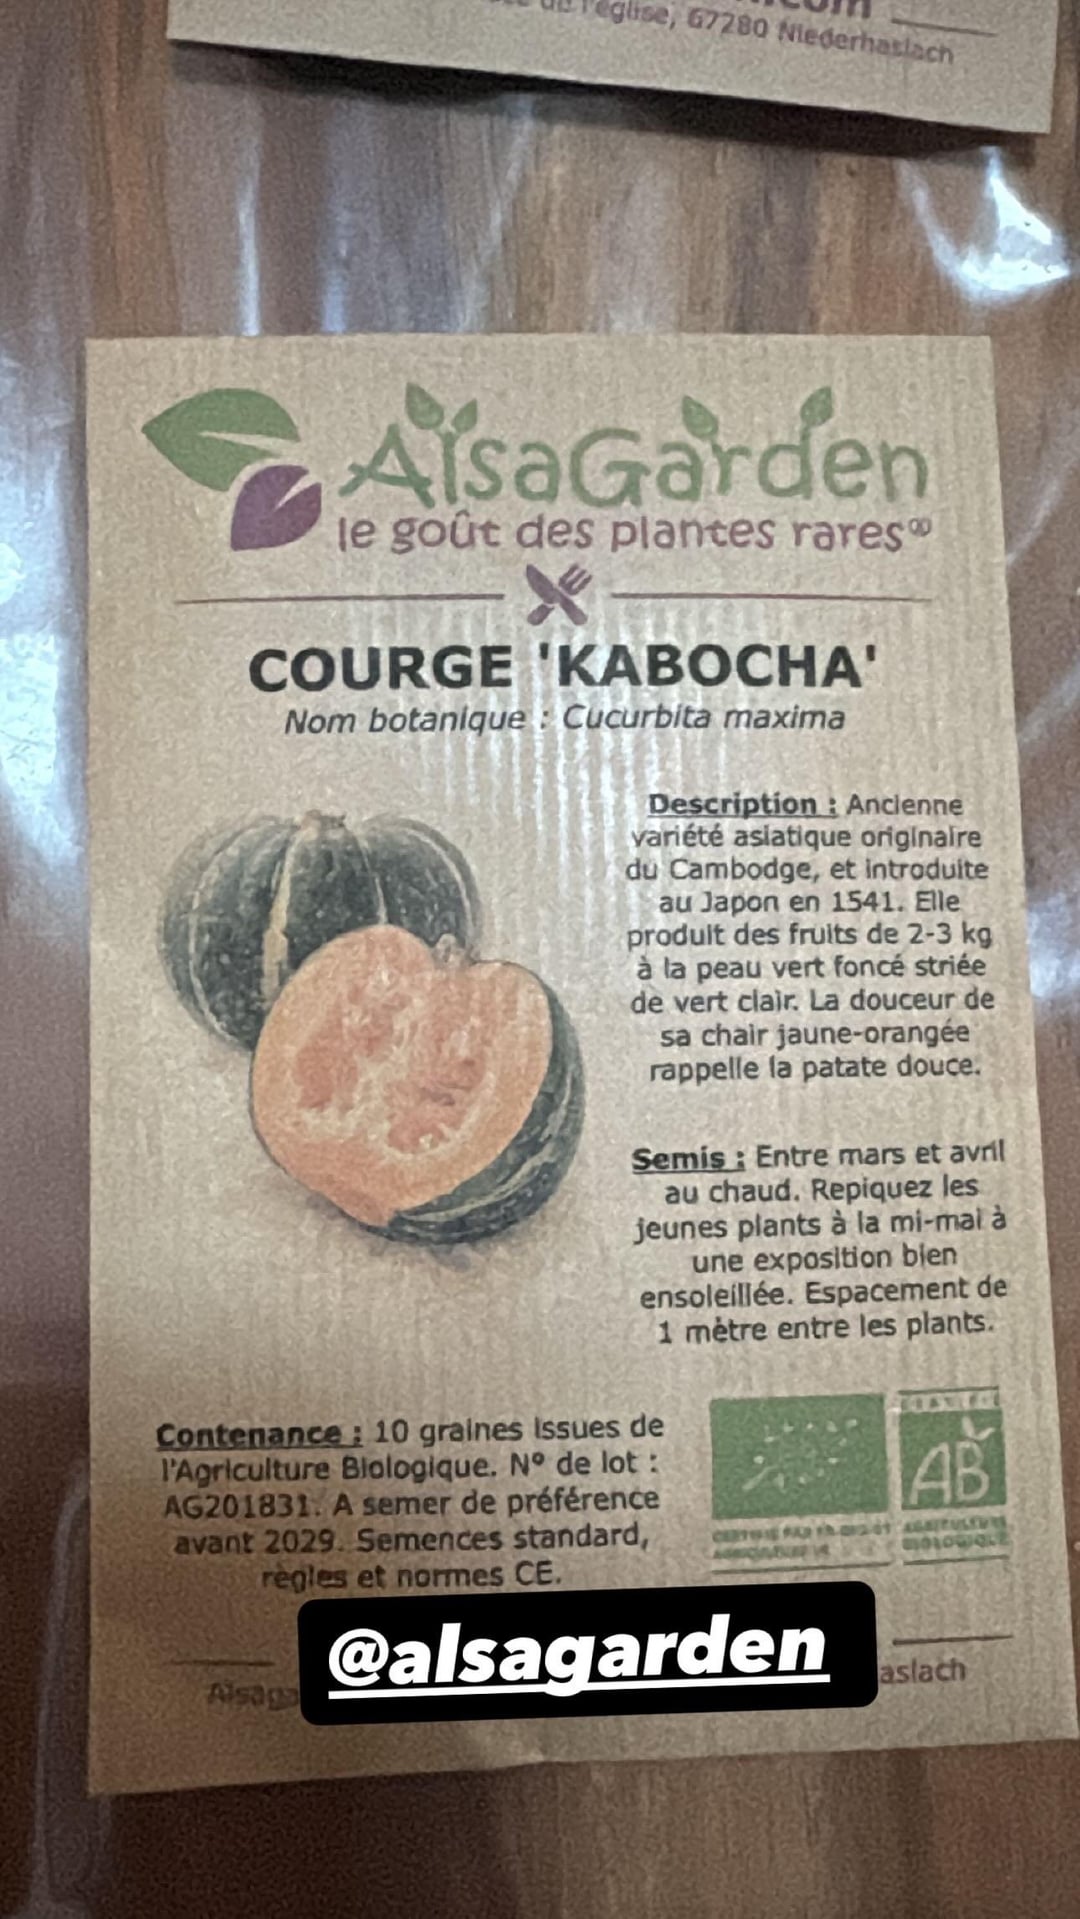 l'église, 67280 Niederhaslach
AlsaGarden
le goût des plantes rares®
COURGE 'KABOCHA'
Nom botanique : Cucurbita maxima
Description : Ancienne
variété asiatique originaire
du Cambodge, et introduite
au Japon en 1541. Elle
produit des fruits de 2-3 kg
à la peau vert foncé striée
de vert clair. La douceur de
sa chair jaune-orangée
rappelle la patate douce.
Semis : Entre mars et avril
au chaud. Repiquez les
jeunes plants à la mi-mai à
une exposition bien
ensoleillée. Espacement de
1 mètre entre les plants.
Contenance : 10 graines issues de
l'Agriculture Biologique. N° de lot :
AG201831. A semer de préférence
avant 2029. Semences standard,
règles et normes CE.
AB
AGRICULTURE
BIOLOGIQUE
@alsagarden
aslach